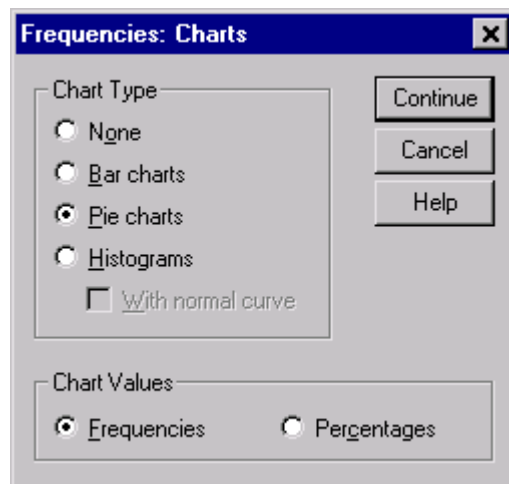 Frequencies: Charts
Chart Type
None
Bar charts
Pie charts
Histograms
With normal curve
Continue
Cancel
Help
Chart Values
Frequencies
Percentages